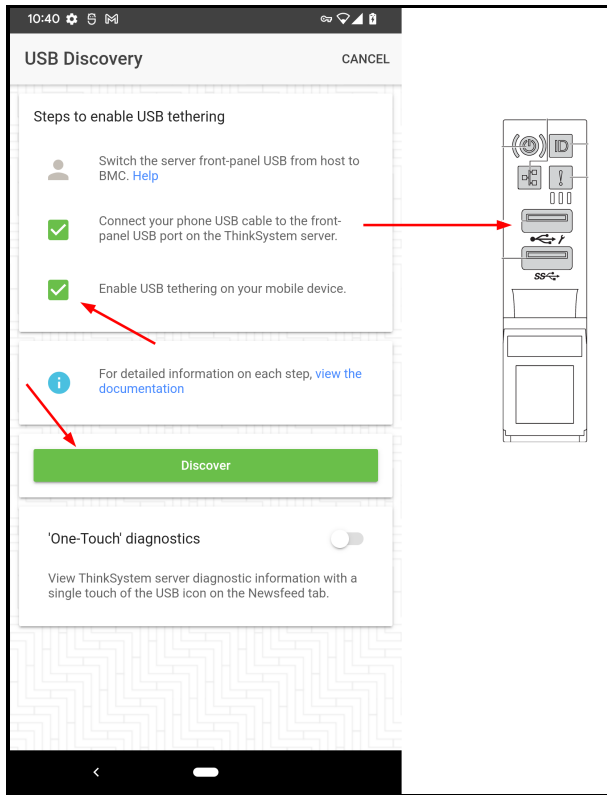 10:40
USB Discovery
CANCEL
Steps to enable USB tethering
Switch the server front-panel USB from host to
BMC. Help
Connect your phone USB cable to the front-
panel USB port on the ThinkSystem server.
Enable USB tethering on your mobile device.
For detailed information on each step, view the
documentation
Discover
'One-Touch' diagnostics
View ThinkSystem server diagnostic information with a
single touch of the USB icon on the Newsfeed tab.
ID
SS